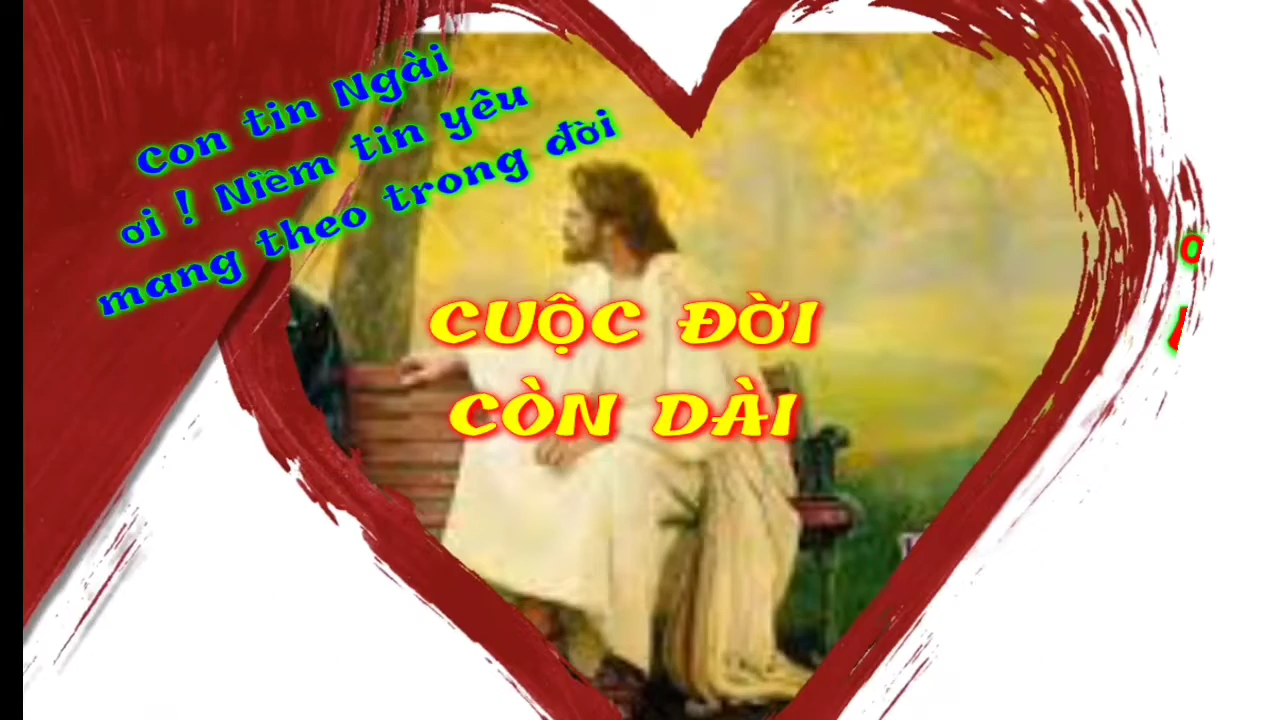 Con tin Ngài
ơi ! Niềm tin yêu
mang theo trong đời
CUỘC ĐỜI
CÒN DÀI